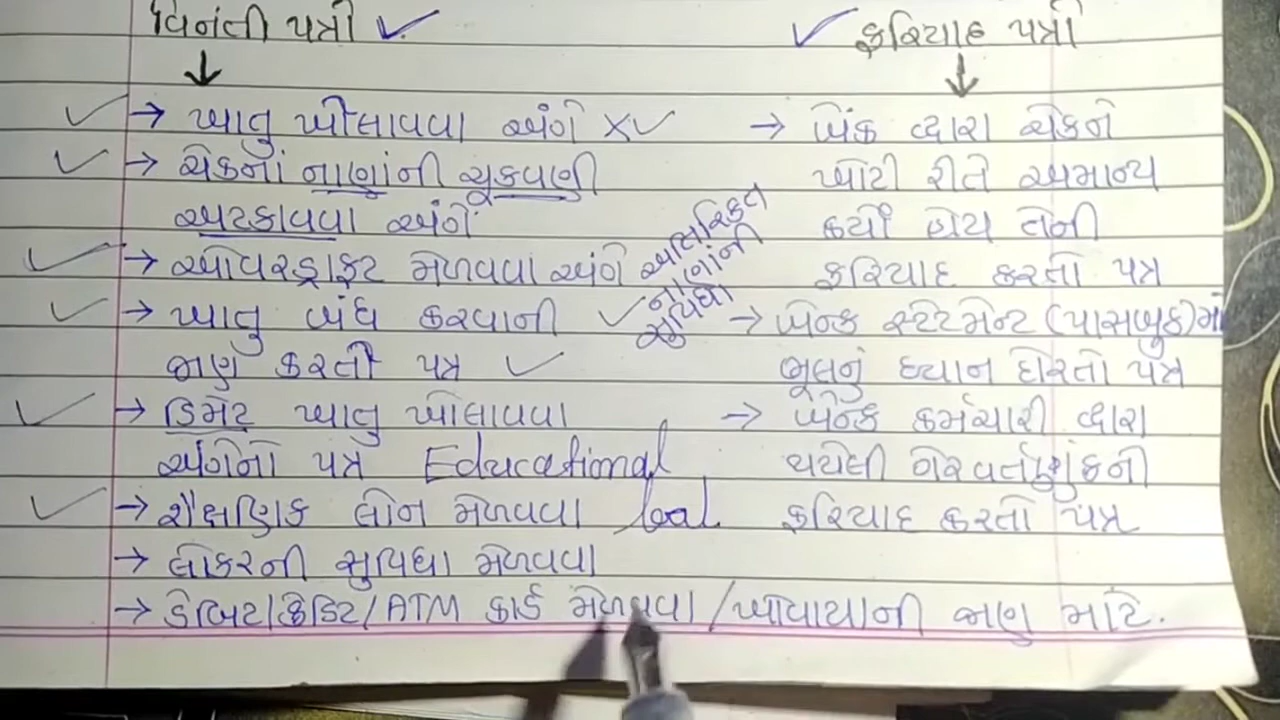 વિનંતી પત્રો
↓
→ ખાતુ ખોલાવવા અંગે
→ ચેકનાં નાણાંની ચૂકવણી
અટકાવવા અંગે
→ ઓવરડ્રાફ્ટ મેળવવા અંગે
અતિરિક્ત
નાણાંની
સુવિધા
→ ખાતુ બંધ કરવાની
જાણ કરતો પત્ર
→ ડિમેટ ખાતુ ખોલાવવા
અંગેનો પત્ર Educational
→ શૈક્ષણિક લોન મેળવવા
→ લોકરની સુવિધા મેળવવા
→ ડેબિટ/ક્રેડિટ/ATM કાર્ડ મેળવવા /ખોવાયાની જાણ માટે.
ફરિયાદ પત્રો
↓
→ બેંક દ્વારા ચેકને
ખોટી રીતે અમાન્ય
કર્યો હોય તેની
ફરિયાદ કરતો પત્ર
→ બેન્ક સ્ટેટમેન્ટ (પાસબુક)માં
ભૂલનું ધ્યાન દોરતો પત્ર
→ બેન્ક કર્મચારી દ્વારા
થયેલી ગેરવર્તણુંકની
ફરિયાદ કરતો પત્ર